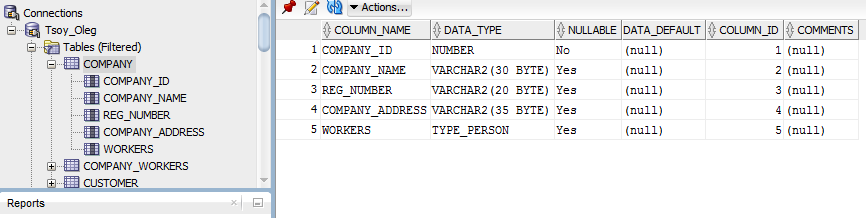 Connections
Tsoy_Oleg
Tables (Filtered)
COMPANY
COMPANY_ID
COMPANY_NAME
REG_NUMBER
COMPANY_ADDRESS
WORKERS
COMPANY_WORKERS
CUSTOMER
Reports
Actions...
COLUMN_NAME DATA_TYPE NULLABLE DATA_DEFAULT COLUMN_ID COMMENTS
1 COMPANY_ID NUMBER No (null) 1 (null)
2 COMPANY_NAME VARCHAR2(30 BYTE) Yes (null) 2 (null)
3 REG_NUMBER VARCHAR2(20 BYTE) Yes (null) 3 (null)
4 COMPANY_ADDRESS VARCHAR2(35 BYTE) Yes (null) 4 (null)
5 WORKERS TYPE_PERSON Yes (null) 5 (null)